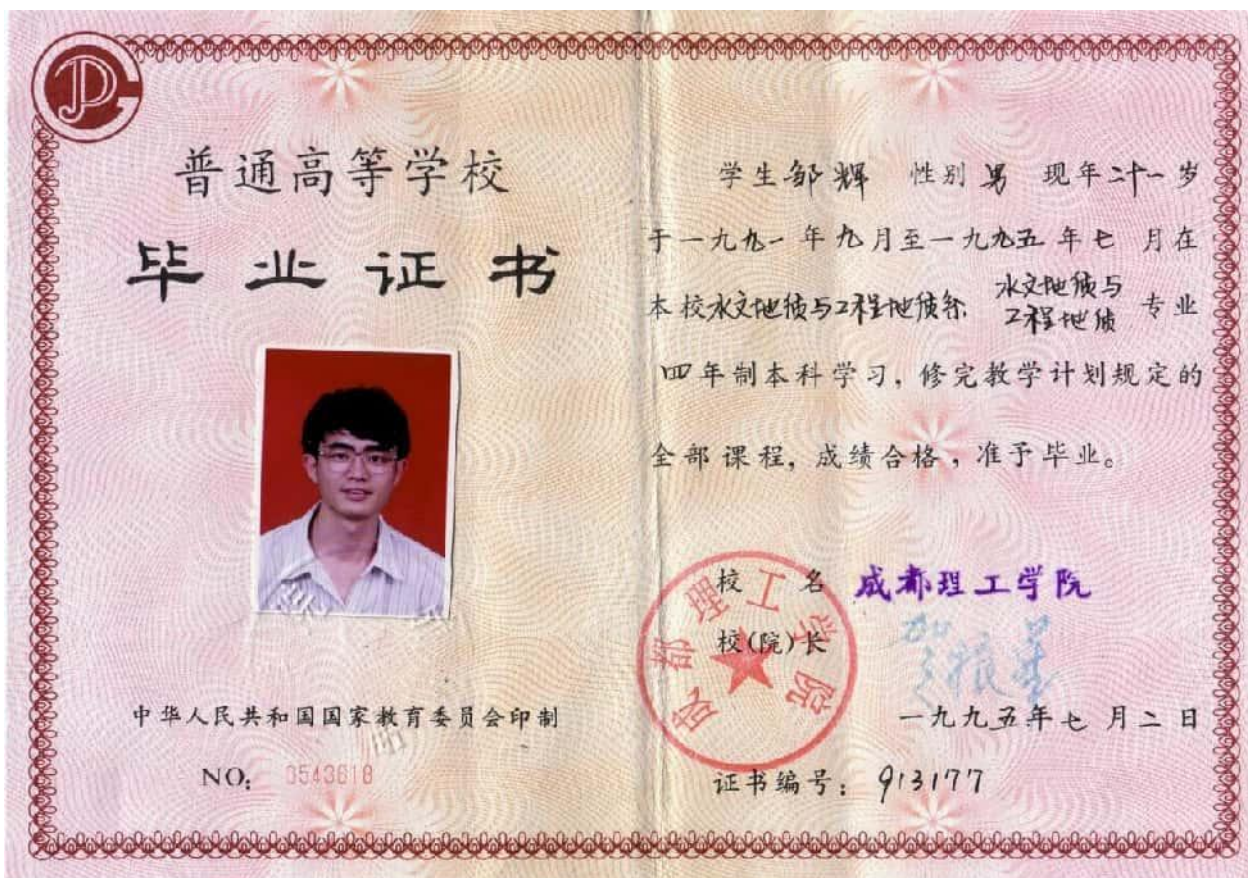 普通高等学校
毕业证书
中华人民共和国国家教育委员会印制
NO: 0543618
学生 邹辉 性别 男 现年 二十一 岁
于一九九一年九月至一九九五年七月在
本校水文地质与工程地质系 水文地质与工程地质 专业
四年制本科学习，修完教学计划规定的
全部课程，成绩合格，准予毕业。
校名 成都理工学院
校(院)长
成都理工学院
一九九五年七月二日
证书编号：913177